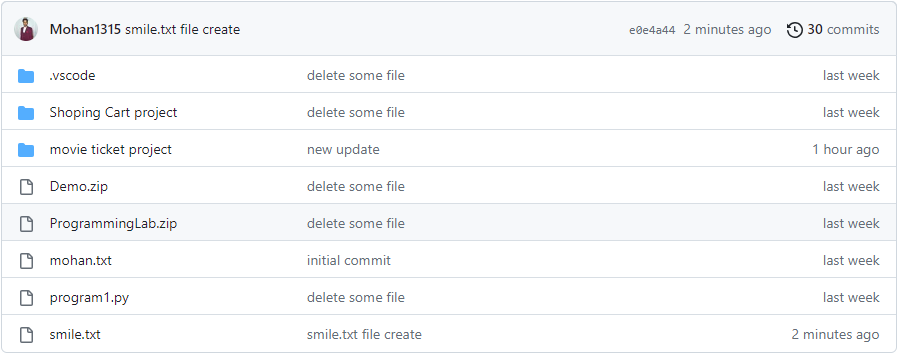 Mohan1315 smile.txt file create e0e4a44 2 minutes ago 30 commits
.vscode delete some file last week
Shoping Cart project delete some file last week
movie ticket project new update 1 hour ago
Demo.zip delete some file last week
ProgrammingLab.zip delete some file last week
mohan.txt initial commit last week
program1.py delete some file last week
smile.txt smile.txt file create 2 minutes ago